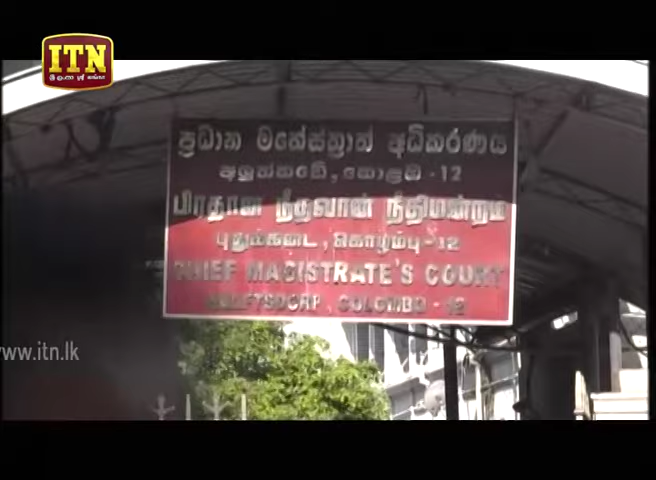 ITN
ශ්‍රී ලංකා ஸ்ரீ லங்கா
ප්‍රධාන මහේස්ත්‍රාත් අධිකරණය
අලුත්කඩේ, කොළඹ - 12
பிரதான நீதவான் நீதிமன்றம்
புதுக்கடை, கொழும்பு - 12
CHIEF MAGISTRATE'S COURT
HULFTSDORP, COLOMBO - 12
www.itn.lk